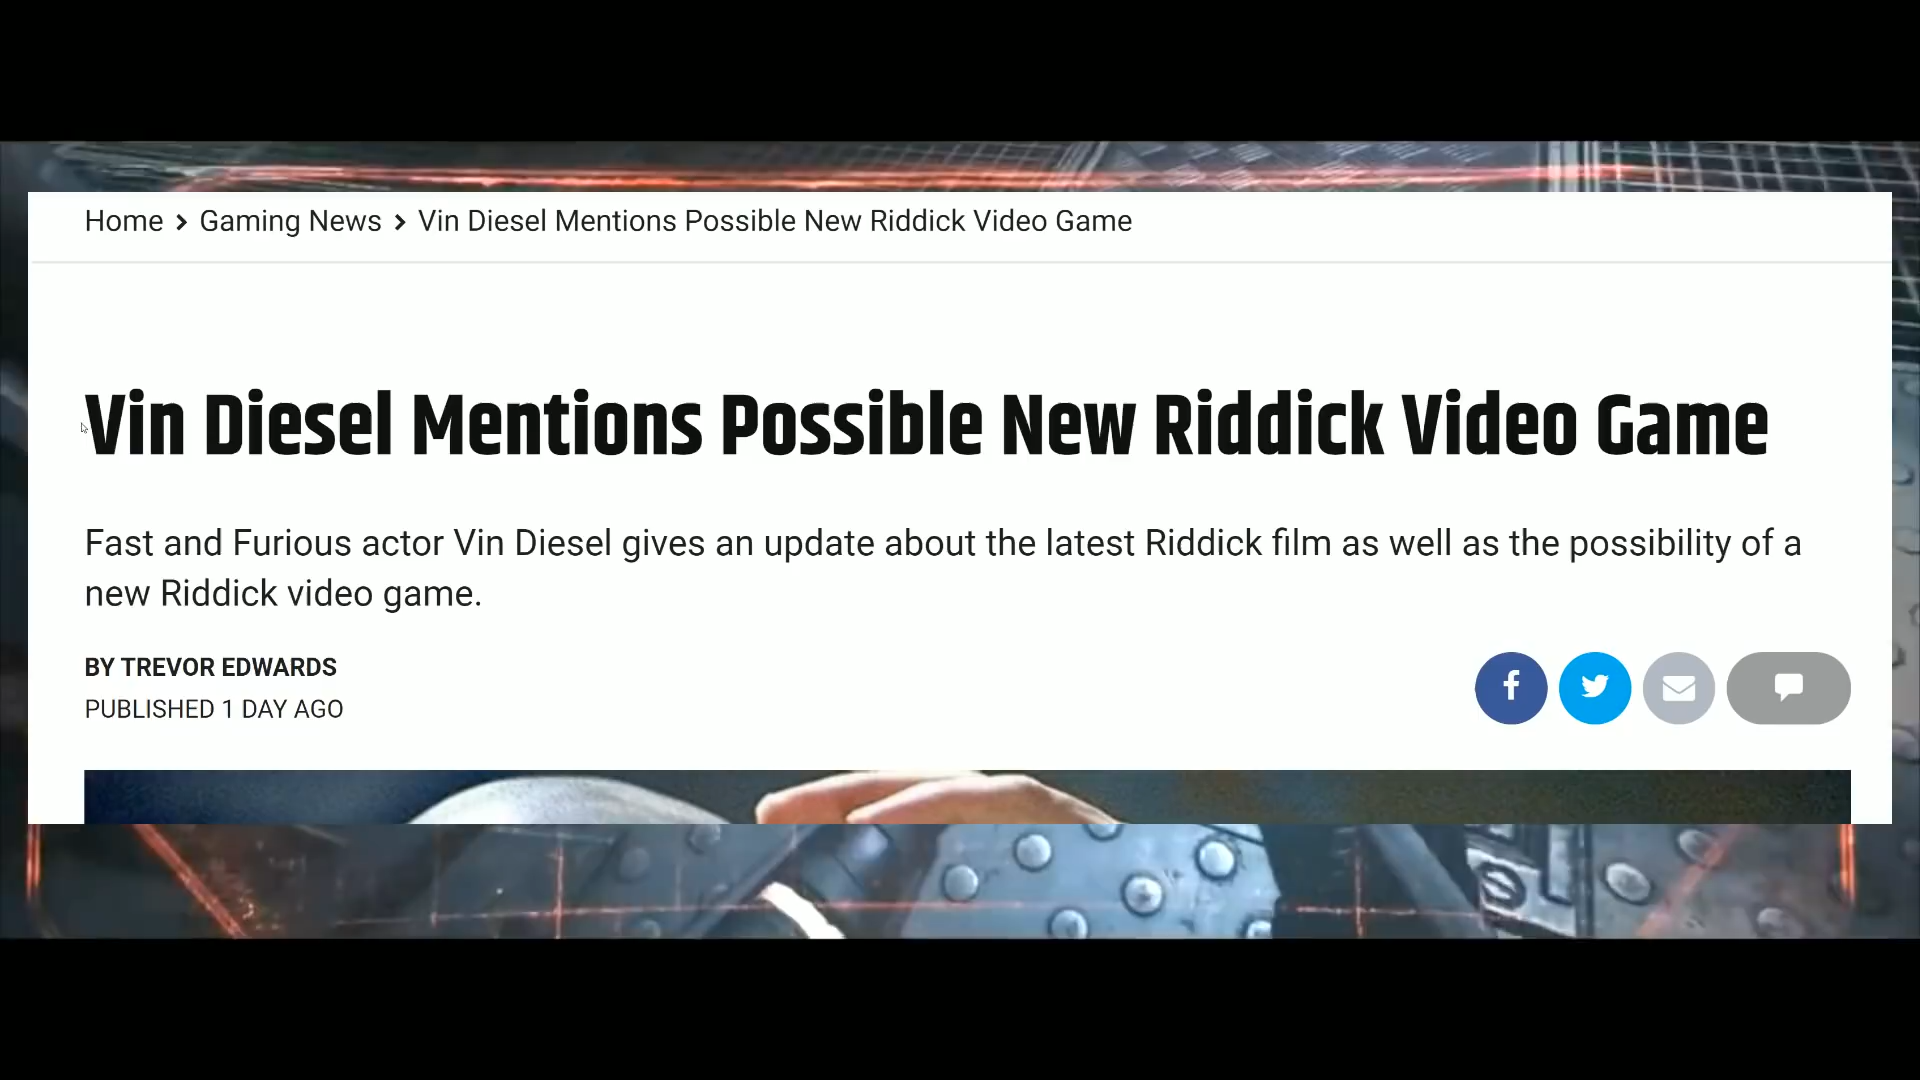 Home > Gaming News > Vin Diesel Mentions Possible New Riddick Video Game
Vin Diesel Mentions Possible New Riddick Video Game
Fast and Furious actor Vin Diesel gives an update about the latest Riddick film as well as the possibility of a
new Riddick video game.
BY TREVOR EDWARDS
PUBLISHED 1 DAY AGO